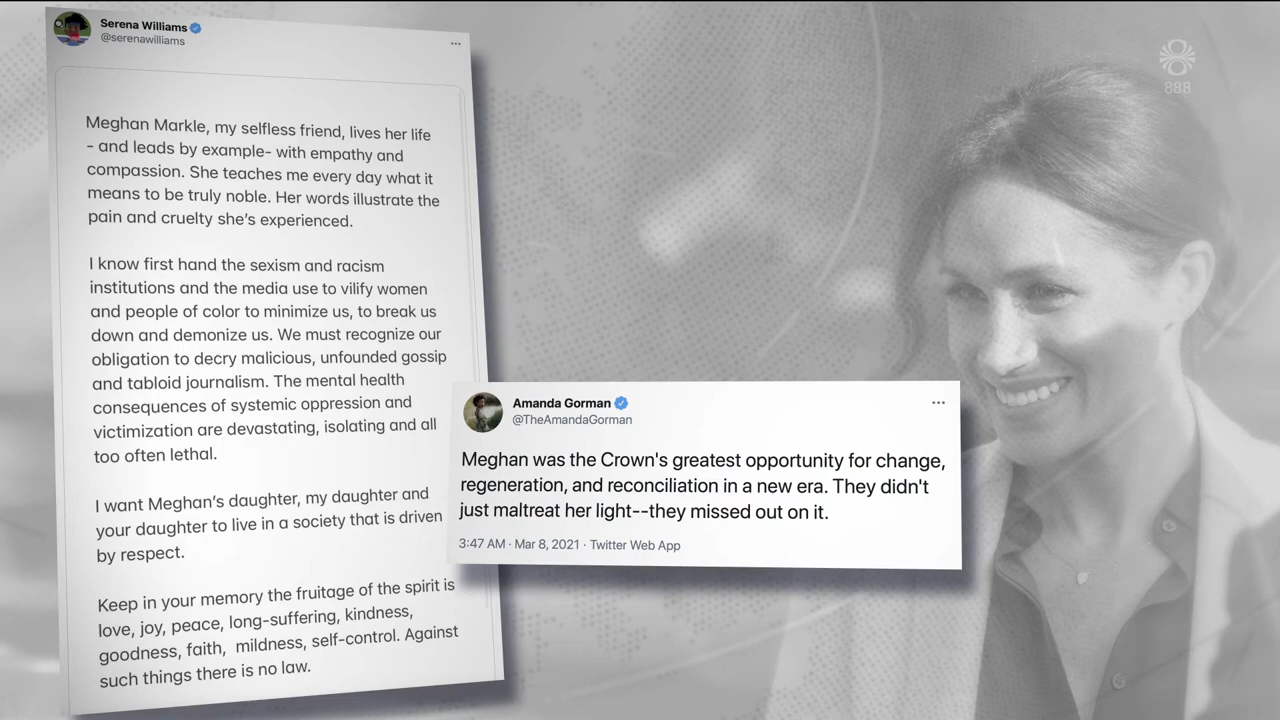 Serena Williams
@serenawilliams
Meghan Markle, my selfless friend, lives her life
- and leads by example- with empathy and
compassion. She teaches me every day what it
means to be truly noble. Her words illustrate the
pain and cruelty she's experienced.
I know first hand the sexism and racism
institutions and the media use to vilify women
and people of color to minimize us, to break us
down and demonize us. We must recognize our
obligation to decry malicious, unfounded gossip
and tabloid journalism. The mental health
consequences of systemic oppression and
victimization are devastating, isolating and all
too often lethal.
I want Meghan's daughter, my daughter and
your daughter to live in a society that is driven
by respect.
Keep in your memory the fruitage of the spirit is
love, joy, peace, long-suffering, kindness,
goodness, faith,  mildness, self-control. Against
such things there is no law.
Amanda Gorman
@TheAmandaGorman
Meghan was the Crown's greatest opportunity for change,
regeneration, and reconciliation in a new era. They didn't
just maltreat her light--they missed out on it.
3:47 AM · Mar 8, 2021 · Twitter Web App
888